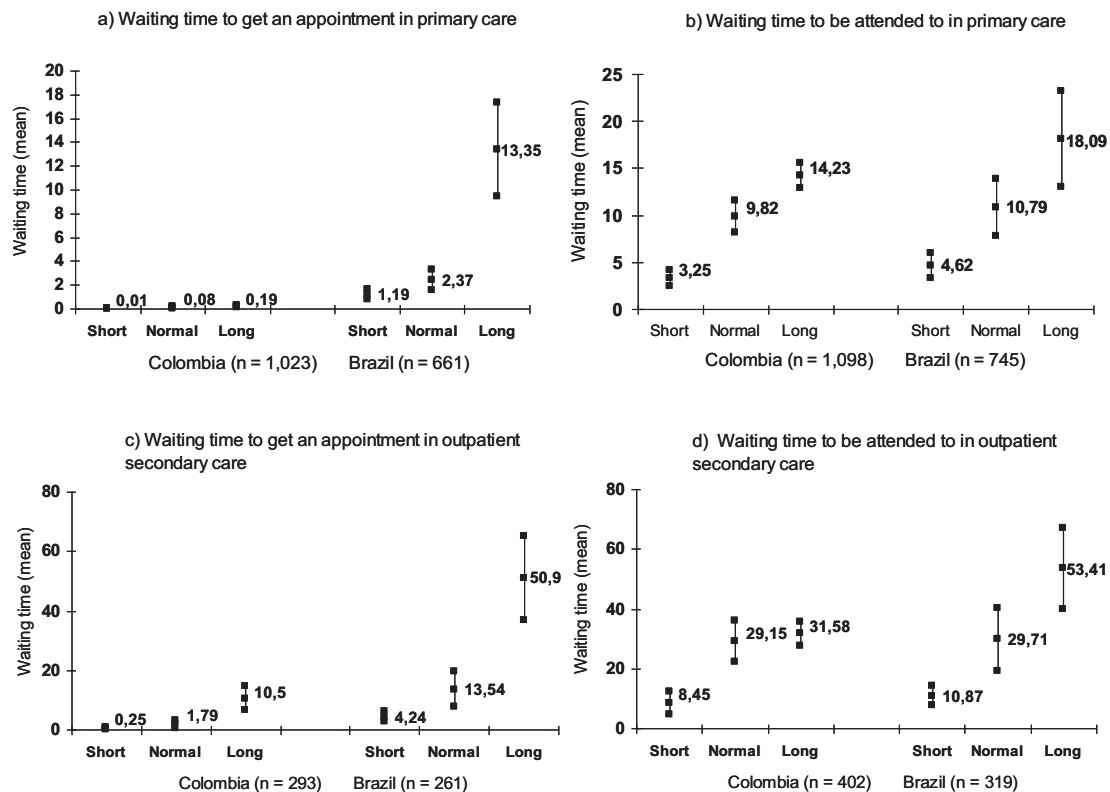 a) Waiting time to get an appointment in primary care
Waiting time (mean)
20
18
16
14
12
10
8
6
4
2
0
0,01
0,08
0,19
1,19
2,37
13,35
Short Normal Long Short Normal Long
Colombia (n = 1,023) Brazil (n = 661)
b) Waiting time to be attended to in primary care
Waiting time (mean)
25
20
15
10
5
0
3,25
9,82
14,23
4,62
10,79
18,09
Short Normal Long Short Normal Long
Colombia (n = 1,098) Brazil (n = 745)
c) Waiting time to get an appointment in outpatient
secondary care
Waiting time (mean)
80
60
40
20
0
0,25
1,79
10,5
4,24
13,54
50,9
Short Normal Long Short Normal Long
Colombia (n = 293) Brazil (n = 261)
d) Waiting time to be attended to in outpatient
secondary care
Waiting time (mean)
80
60
40
20
0
8,45
29,15
31,58
10,87
29,71
53,41
Short Normal Long Short Normal Long
Colombia (n = 402) Brazil (n = 319)